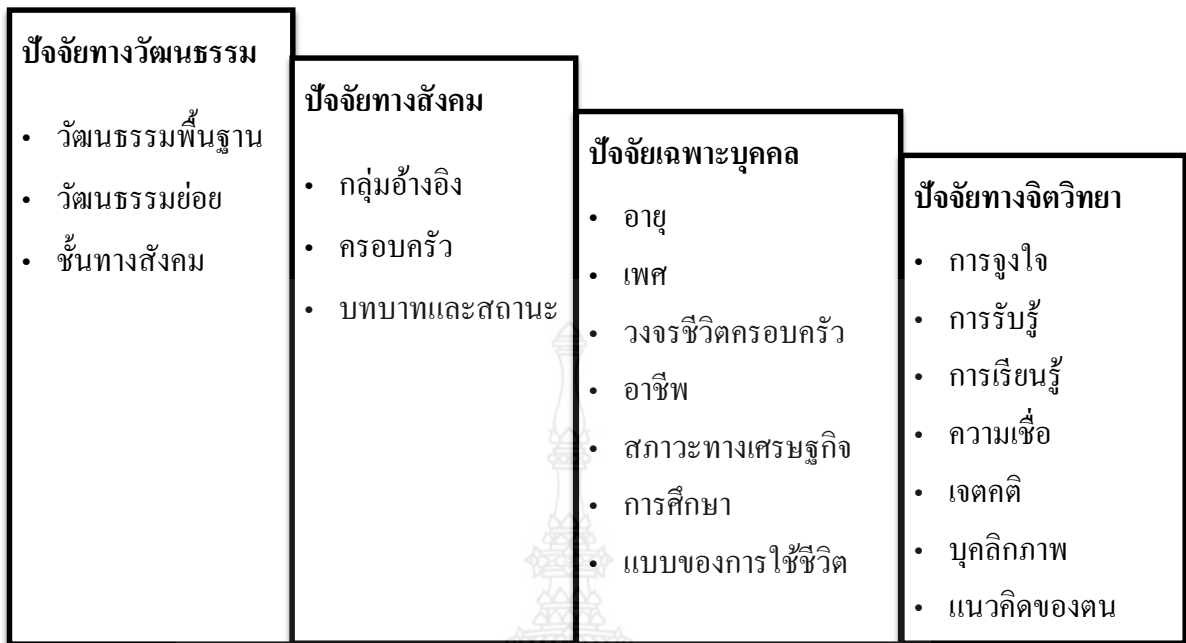 ปัจจัยทางวัฒนธรรม
• วัฒนธรรมพื้นฐาน
• วัฒนธรรมย่อย
• ชั้นทางสังคม
ปัจจัยทางสังคม
• กลุ่มอ้างอิง
• ครอบครัว
• บทบาทและสถานะ
ปัจจัยเฉพาะบุคคล
• อายุ
• เพศ
• วงจรชีวิตครอบครัว
• อาชีพ
• สภาวะทางเศรษฐกิจ
• การศึกษา
• แบบของการใช้ชีวิต
ปัจจัยทางจิตวิทยา
• การจูงใจ
• การรับรู้
• การเรียนรู้
• ความเชื่อ
• เจตคติ
• บุคลิกภาพ
• แนวคิดของตน